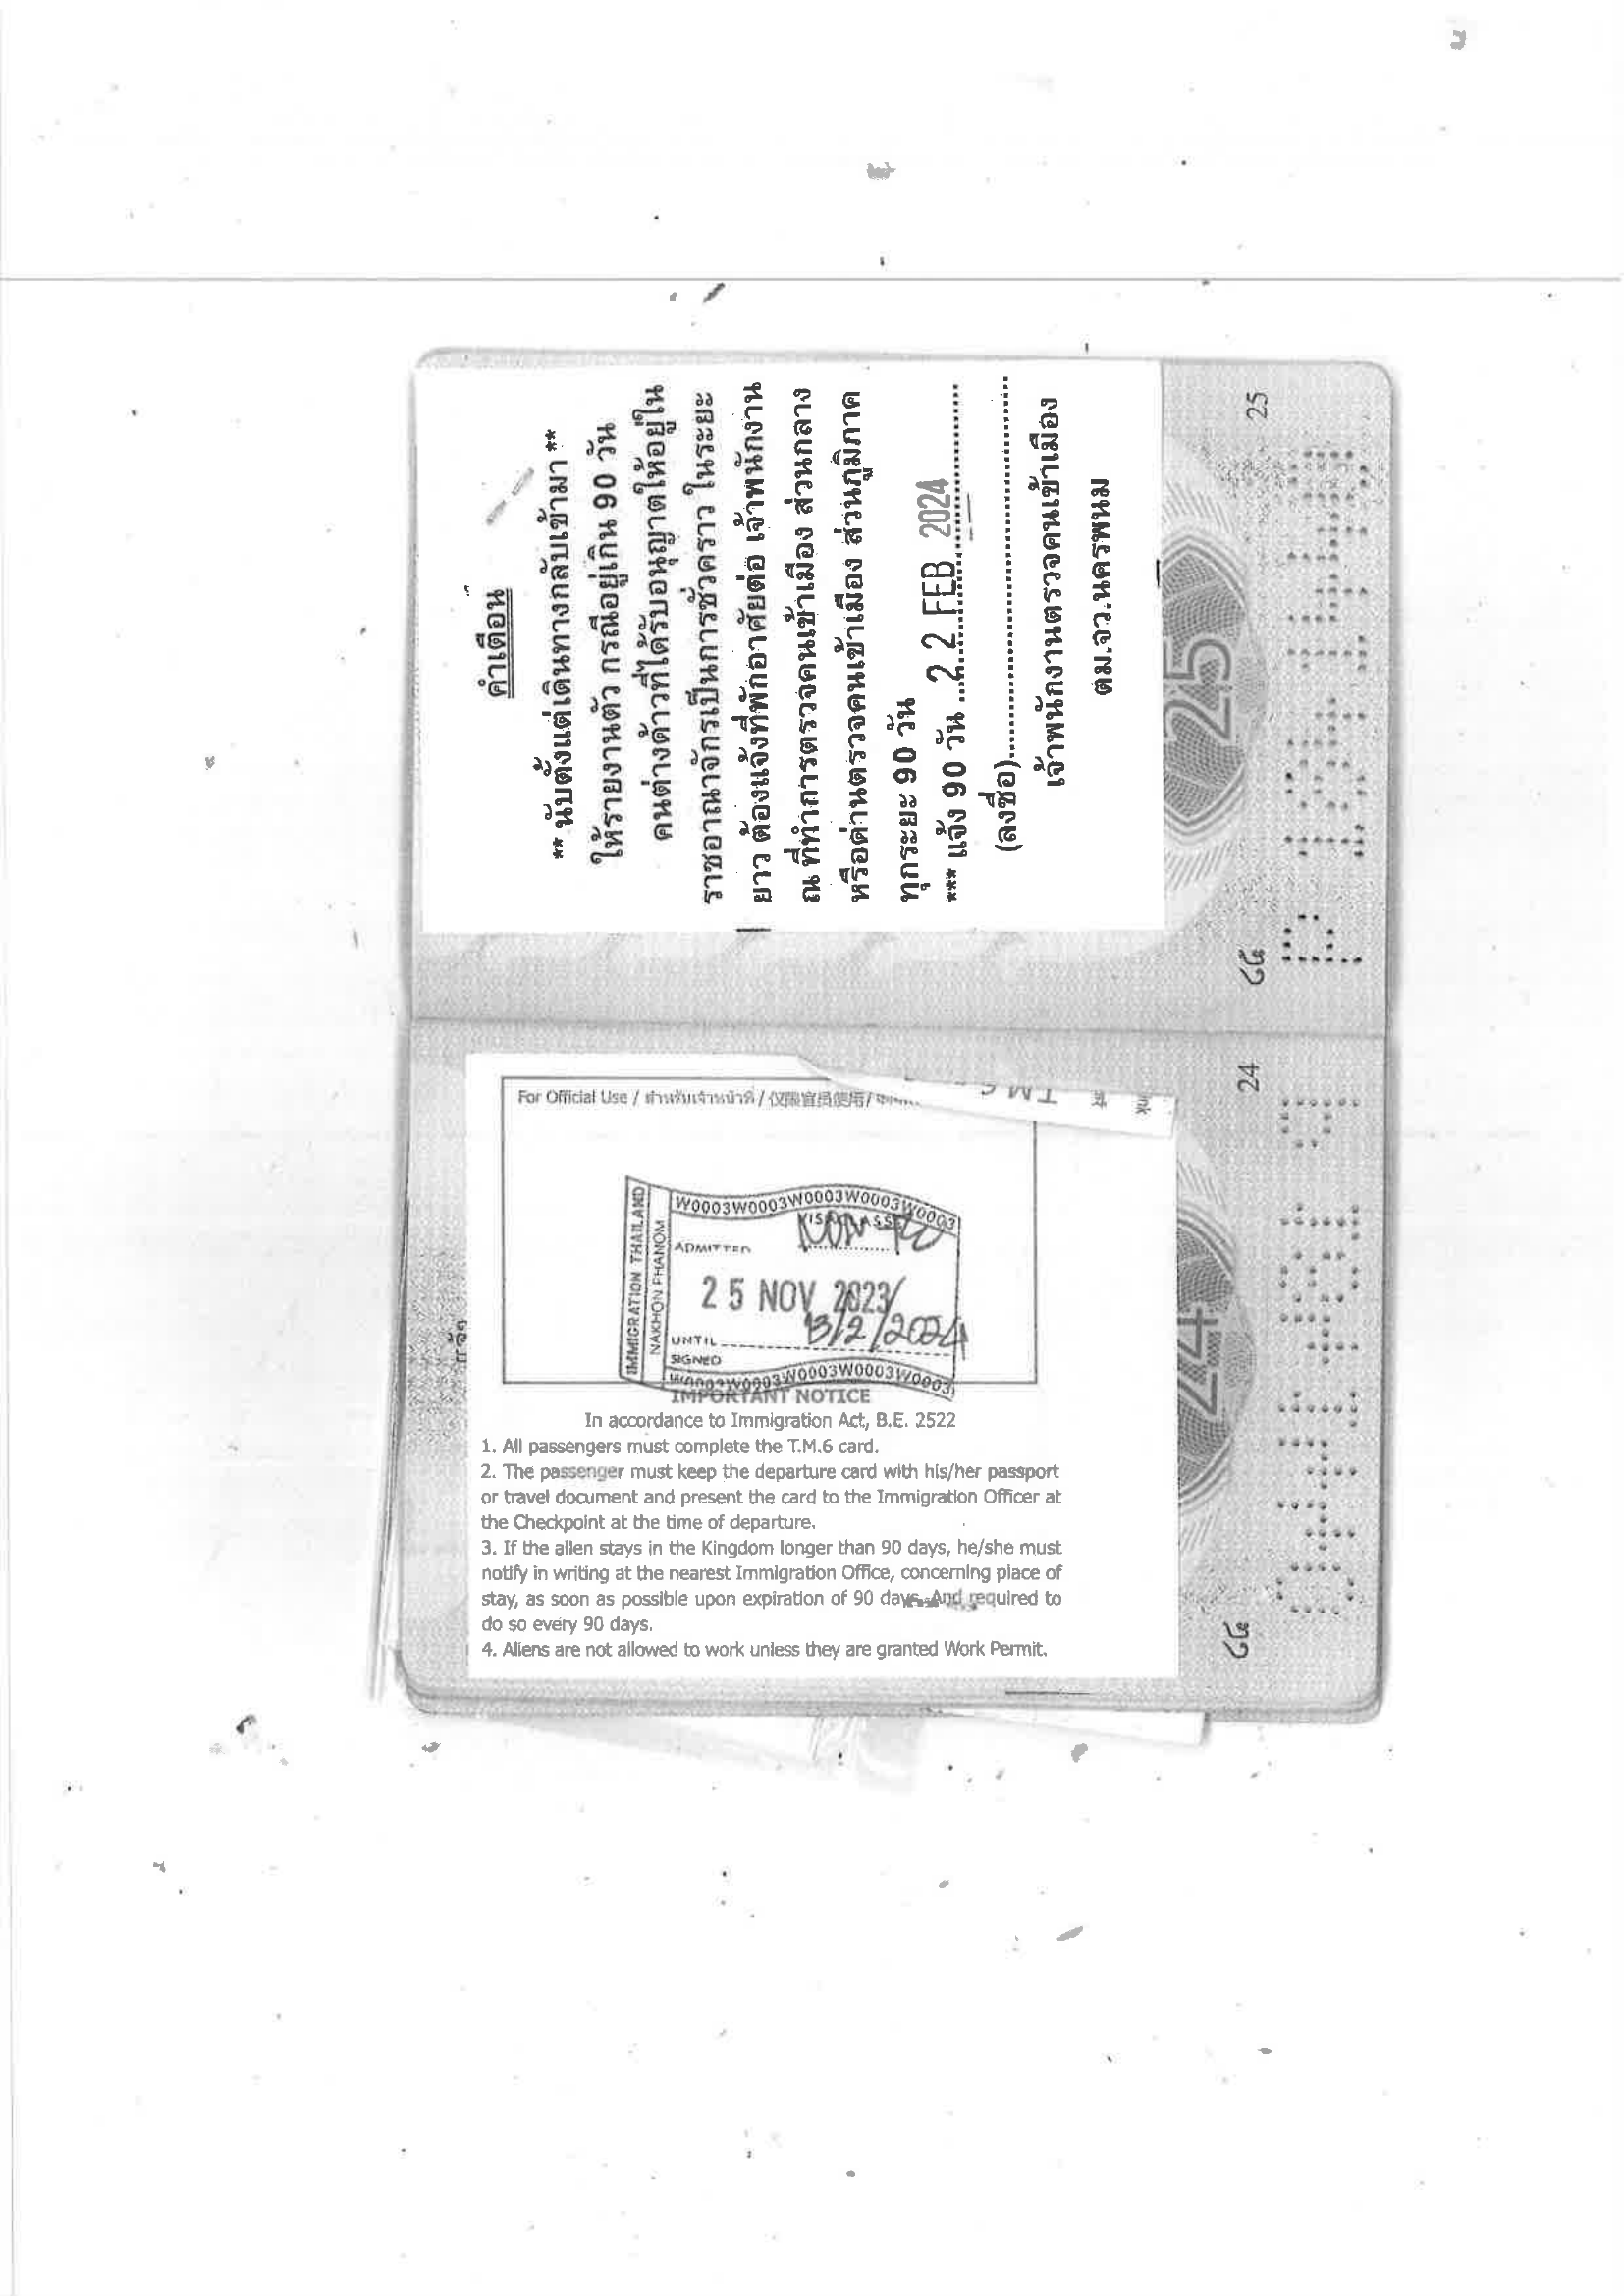 คำเตือน
** นับตั้งแต่เดินทางกลับเข้ามา **
ให้รายงานตัว กรณีอยู่เกิน 90 วัน
คนต่างด้าวที่ได้รับอนุญาตให้อยู่ใน
ราชอาณาจักรเป็นการชั่วคราว ในระยะ
ยาว ต้องแจ้งที่พักอาศัยต่อ เจ้าพนักงาน
ณ ที่ทำการตรวจคนเข้าเมือง ส่วนกลาง
หรือด่านตรวจคนเข้าเมือง ส่วนภูมิภาค
ทุกระยะ 90 วัน
*** แจ้ง 90 วัน ...2 2 FEB 2024
(ลงชื่อ)
เจ้าพนักงานตรวจคนเข้าเมือง
ตม.จว.นครพนม
25
25
๒๕
For Official Use / สำหรับเจ้าหน้าที่ / 仅限官员使用 /
T M 6
IMMIGRATION THAILAND
NAKHON PHANOM
W0003W0003W0003W0003W0003
ADMITTED
25 NOV 2023
UNTIL 13/2/2024
SIGNED
W0003W0003W0003W0003W0003
IMPORTANT NOTICE
In accordance to Immigration Act, B.E. 2522
1. All passengers must complete the T.M.6 card.
2. The passenger must keep the departure card with his/her passport
or travel document and present the card to the Immigration Officer at
the Checkpoint at the time of departure.
3. If the alien stays in the Kingdom longer than 90 days, he/she must
notify in writing at the nearest Immigration Office, concerning place of
stay, as soon as possible upon expiration of 90 days. And required to
do so every 90 days.
4. Aliens are not allowed to work unless they are granted Work Permit.
24
24
๒๔